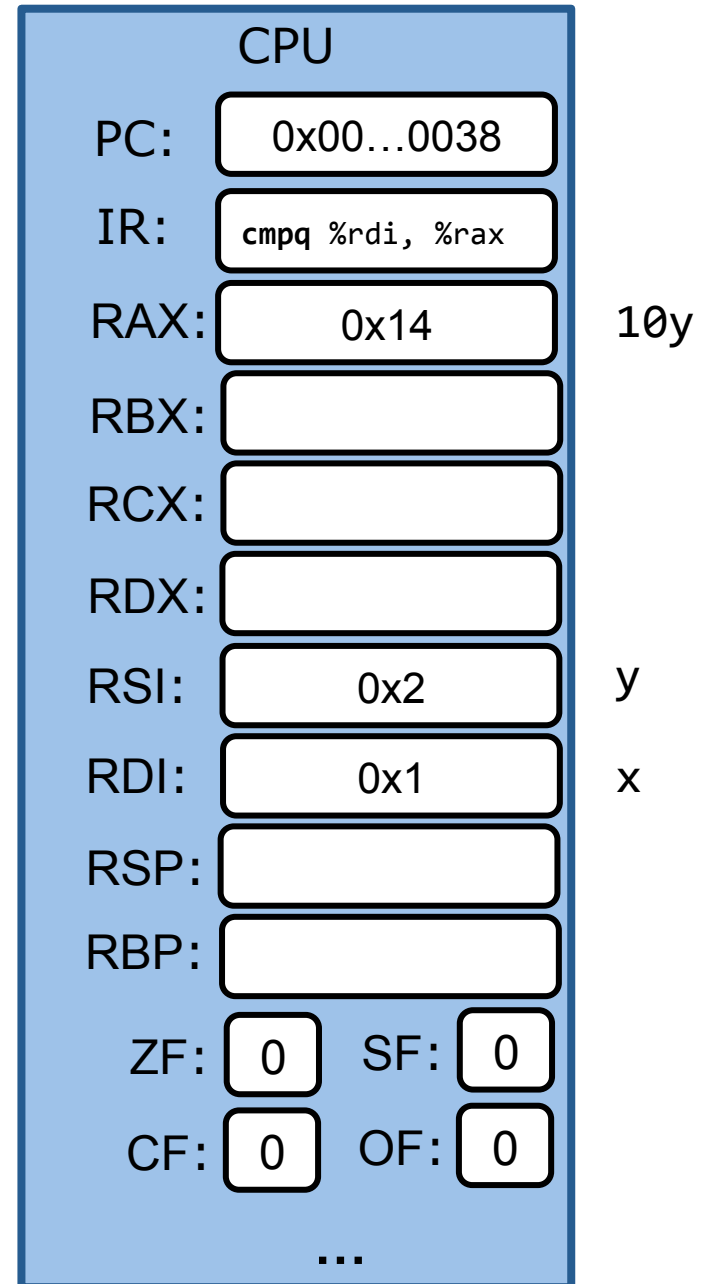 CPU
PC: 0x00...0038
IR: cmpq %rdi, %rax
RAX: 0x14 10y
RBX:
RCX:
RDX:
RSI: 0x2 y
RDI: 0x1 x
RSP:
RBP:
ZF: 0 SF: 0
CF: 0 OF: 0
...